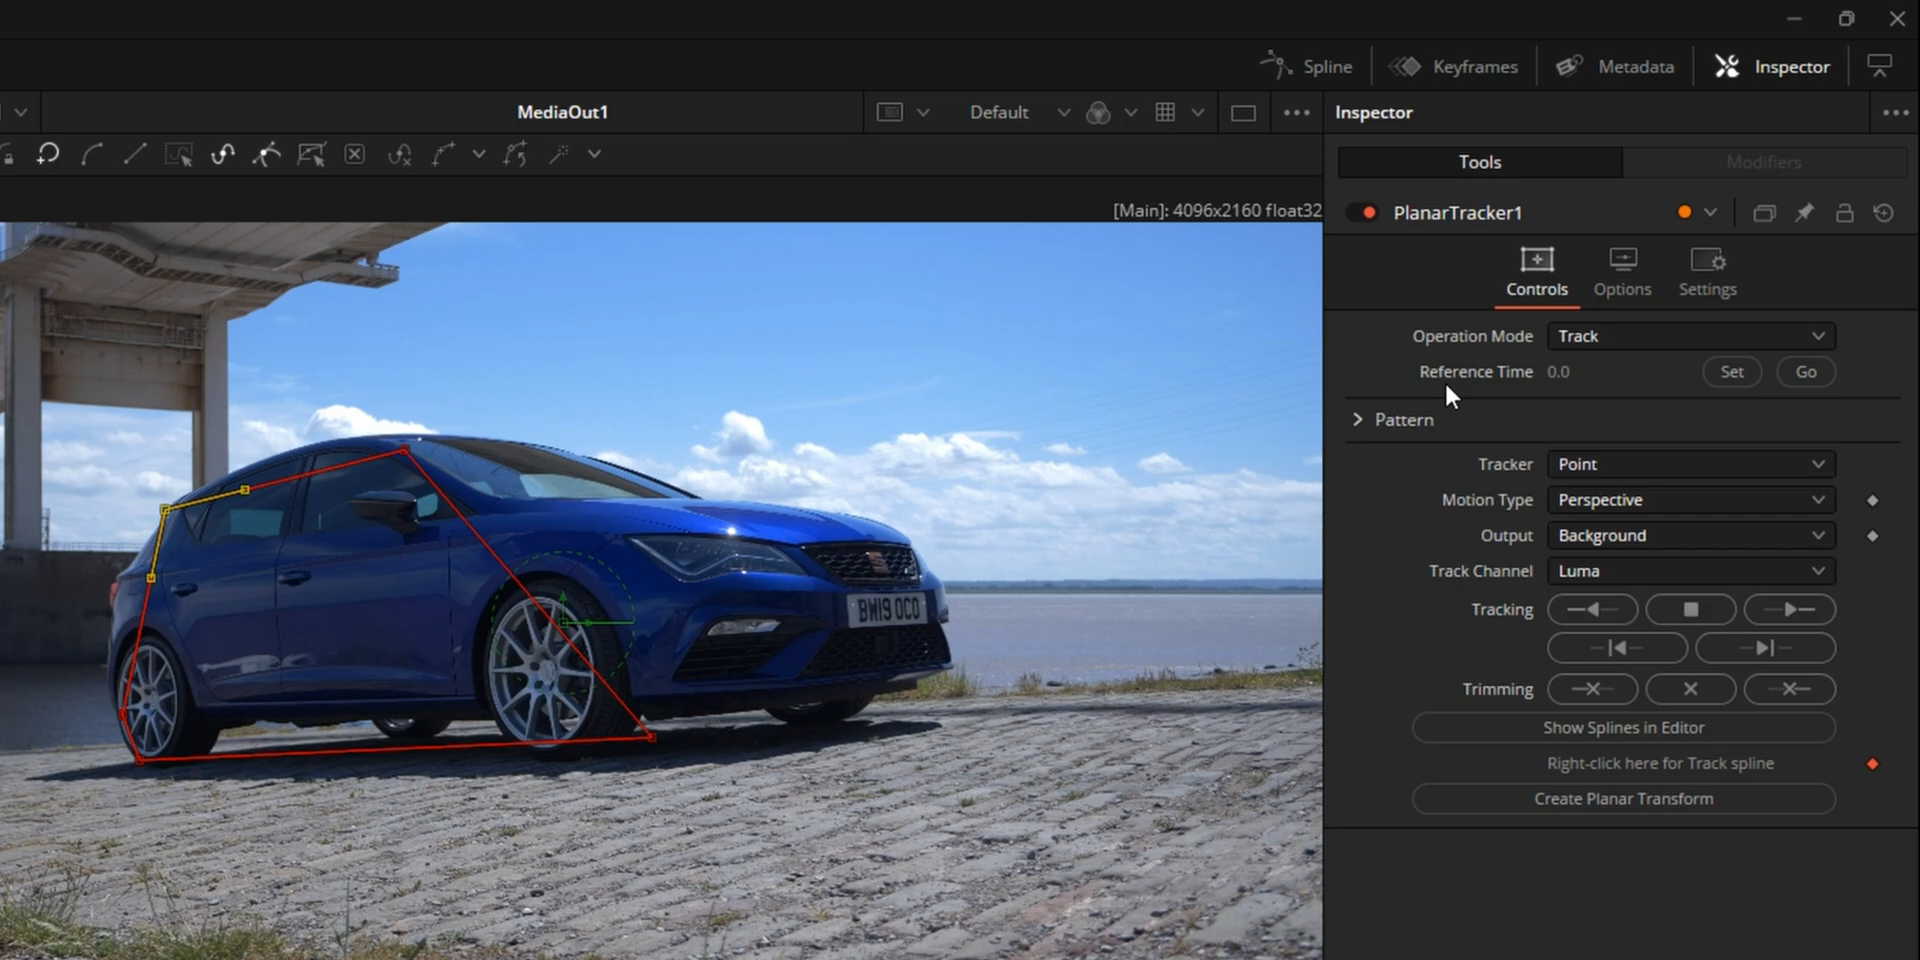 Spline
Keyframes
Metadata
Inspector
MediaOut1
Default
Inspector
Tools
Modifiers
[Main]: 4096x2160 float32
PlanarTracker1
Controls
Options
Settings
Operation Mode Track
Reference Time 0.0 Set Go
Pattern
Tracker Point
Motion Type Perspective
Output Background
Track Channel Luma
Tracking
Trimming
Show Splines in Editor
Right-click here for Track spline
Create Planar Transform
BW19 OCO